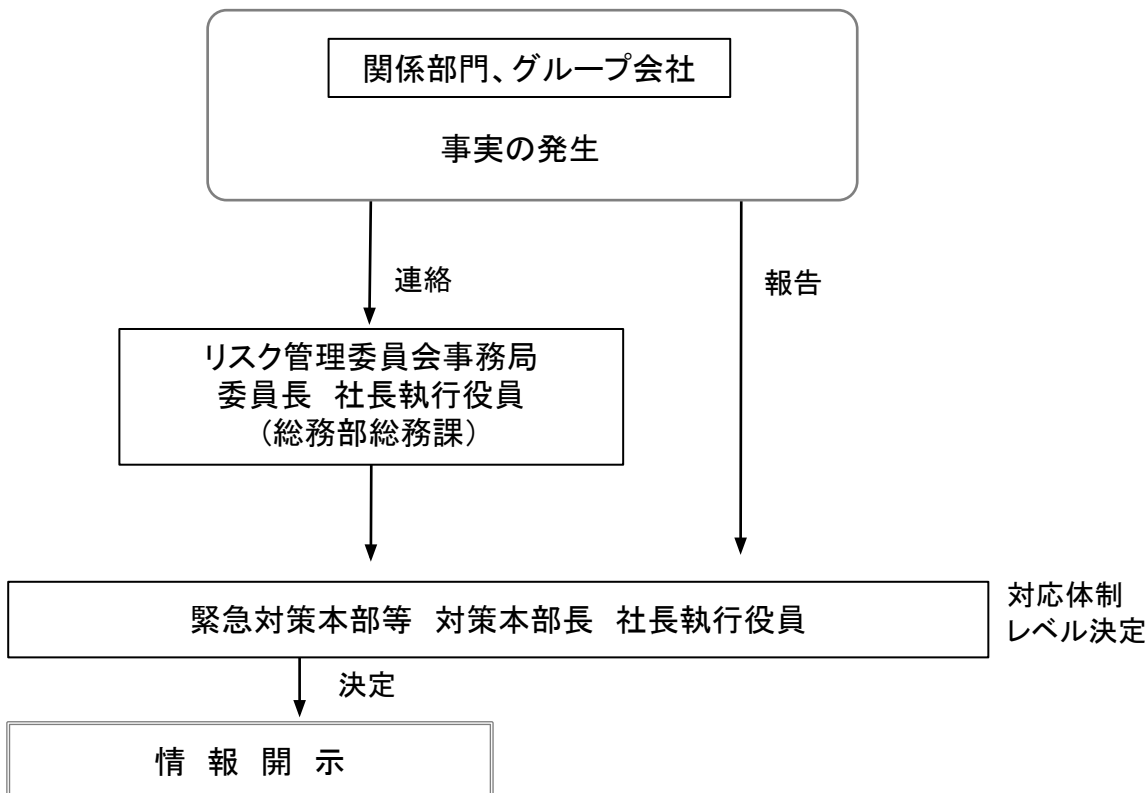 関係部門、グループ会社
事実の発生
連絡
報告
リスク管理委員会事務局
委員長 社長執行役員
(総務部総務課)
緊急対策本部等 対策本部長 社長執行役員
対応体制
レベル決定
決定
情 報 開 示